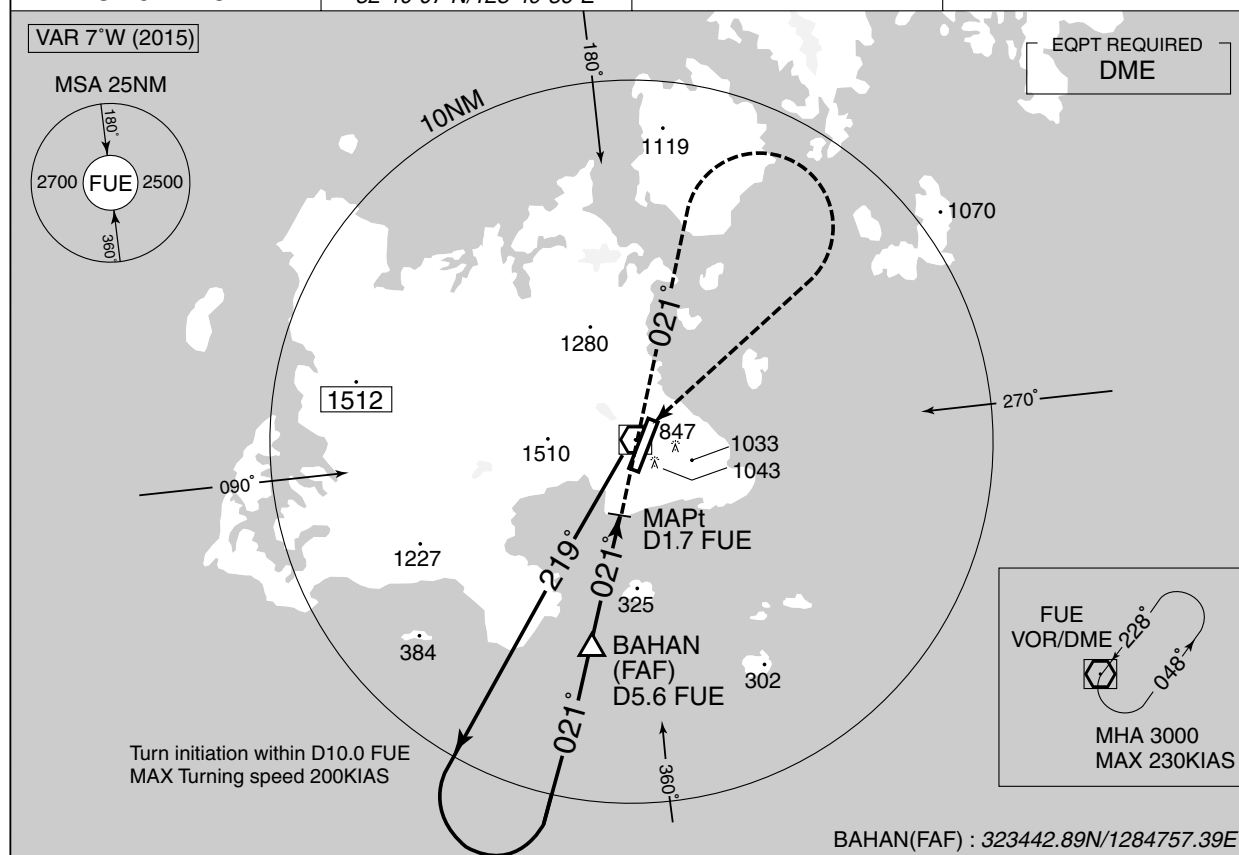 VAR 7°W (2015)
MSA 25NM
180°
2700
FUE
2500
360°
10NM
180°
EQPT REQUIRED
DME
1119
1070
021°
1280
1512
270°
1510
847
1033
1043
090°
MAPt
D1.7 FUE
219°
021°
1227
325
384
BAHAN
(FAF)
D5.6 FUE
302
021°
360°
Turn initiation within D10.0 FUE
MAX Turning speed 200KIAS
FUE
VOR/DME
228°
048°
MHA 3000
MAX 230KIAS
BAHAN(FAF) : 323442.89N/1284757.39E